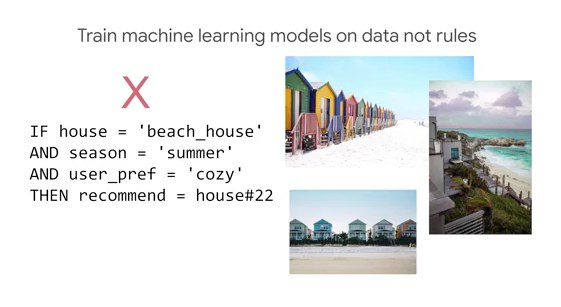 Train machine learning models on data not rules
X
IF house = 'beach_house'
AND season = 'summer'
AND user_pref = 'cozy'
THEN recommend = house#22